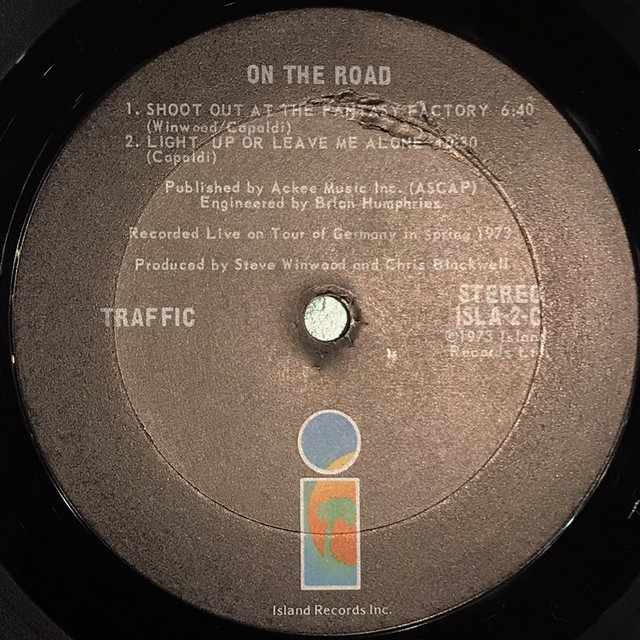 ON THE ROAD
1. SHOOT OUT AT THE FANTASY FACTORY 6:40
(Winwood/Capaldi)
2. LIGHT UP OR LEAVE ME ALONE 10:30
(Capaldi)
Published by Ackee Music Inc. (ASCAP)
Engineered by Brian Humphries
Recorded Live on Tour of Germany in Spring 1973
Produced by Steve Winwood and Chris Blackwell
TRAFFIC
STEREO
ISLA-2-C
©1973 Island
Records Ltd.
Island Records Inc.